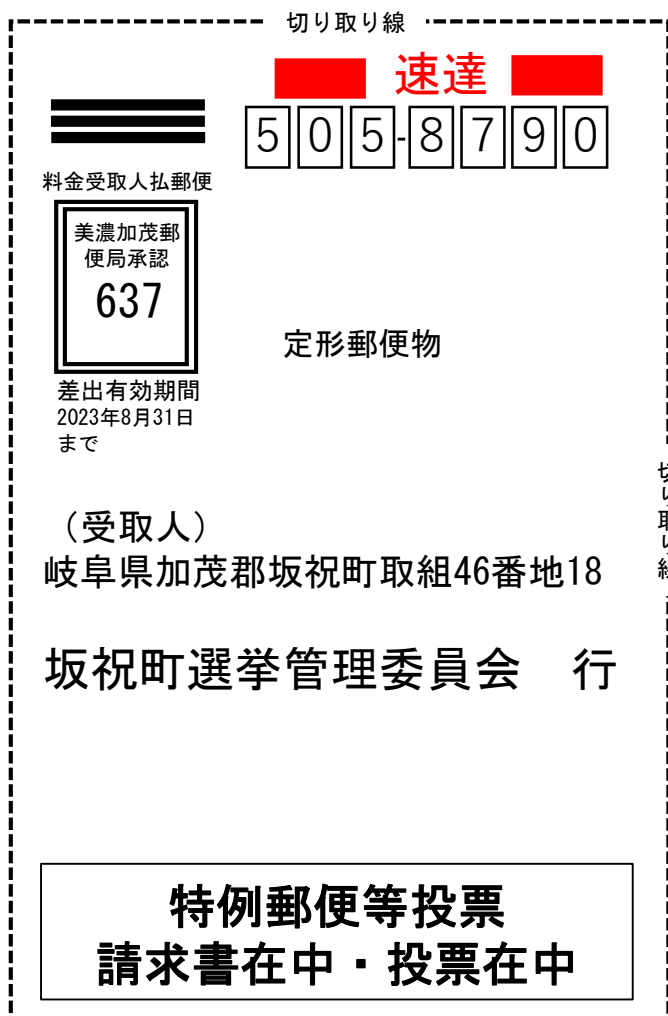 切り取り線
速達
505-8790
料金受取人払郵便
美濃加茂郵
便局承認
637
定形郵便物
差出有効期間
2023年8月31日
まで
切り取り線
（受取人）
岐阜県加茂郡坂祝町取組46番地18
坂祝町選挙管理委員会　行
特例郵便等投票
請求書在中・投票在中